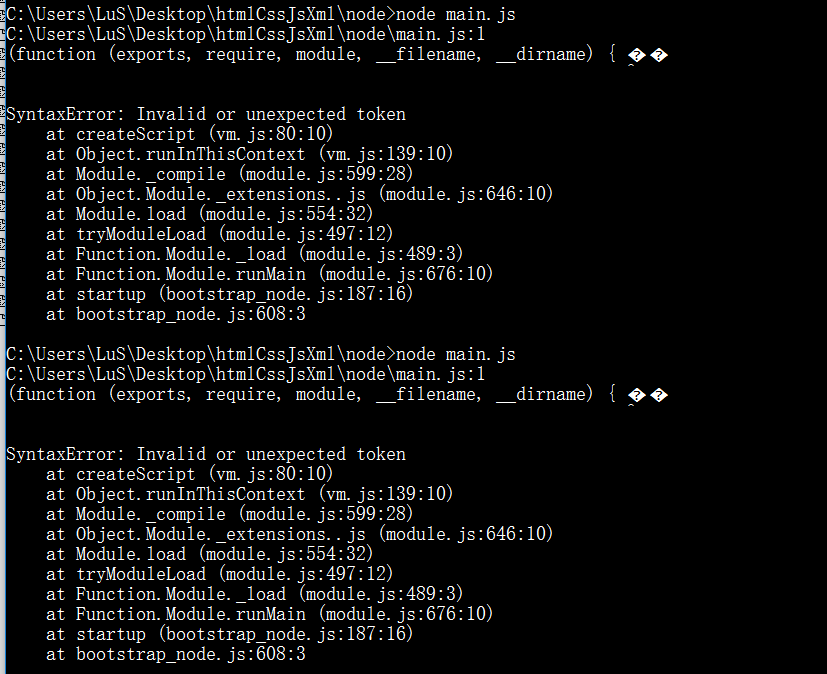 C:\Users\LuS\Desktop\htmlCssJsXml\node>node main.js
C:\Users\LuS\Desktop\htmlCssJsXml\node\main.js:1
(function (exports, require, module, __filename, __dirname) { ��
SyntaxError: Invalid or unexpected token
    at createScript (vm.js:80:10)
    at Object.runInThisContext (vm.js:139:10)
    at Module._compile (module.js:599:28)
    at Object.Module._extensions..js (module.js:646:10)
    at Module.load (module.js:554:32)
    at tryModuleLoad (module.js:497:12)
    at Function.Module._load (module.js:489:3)
    at Function.Module.runMain (module.js:676:10)
    at startup (bootstrap_node.js:187:16)
    at bootstrap_node.js:608:3
C:\Users\LuS\Desktop\htmlCssJsXml\node>node main.js
C:\Users\LuS\Desktop\htmlCssJsXml\node\main.js:1
(function (exports, require, module, __filename, __dirname) { ��
SyntaxError: Invalid or unexpected token
    at createScript (vm.js:80:10)
    at Object.runInThisContext (vm.js:139:10)
    at Module._compile (module.js:599:28)
    at Object.Module._extensions..js (module.js:646:10)
    at Module.load (module.js:554:32)
    at tryModuleLoad (module.js:497:12)
    at Function.Module._load (module.js:489:3)
    at Function.Module.runMain (module.js:676:10)
    at startup (bootstrap_node.js:187:16)
    at bootstrap_node.js:608:3